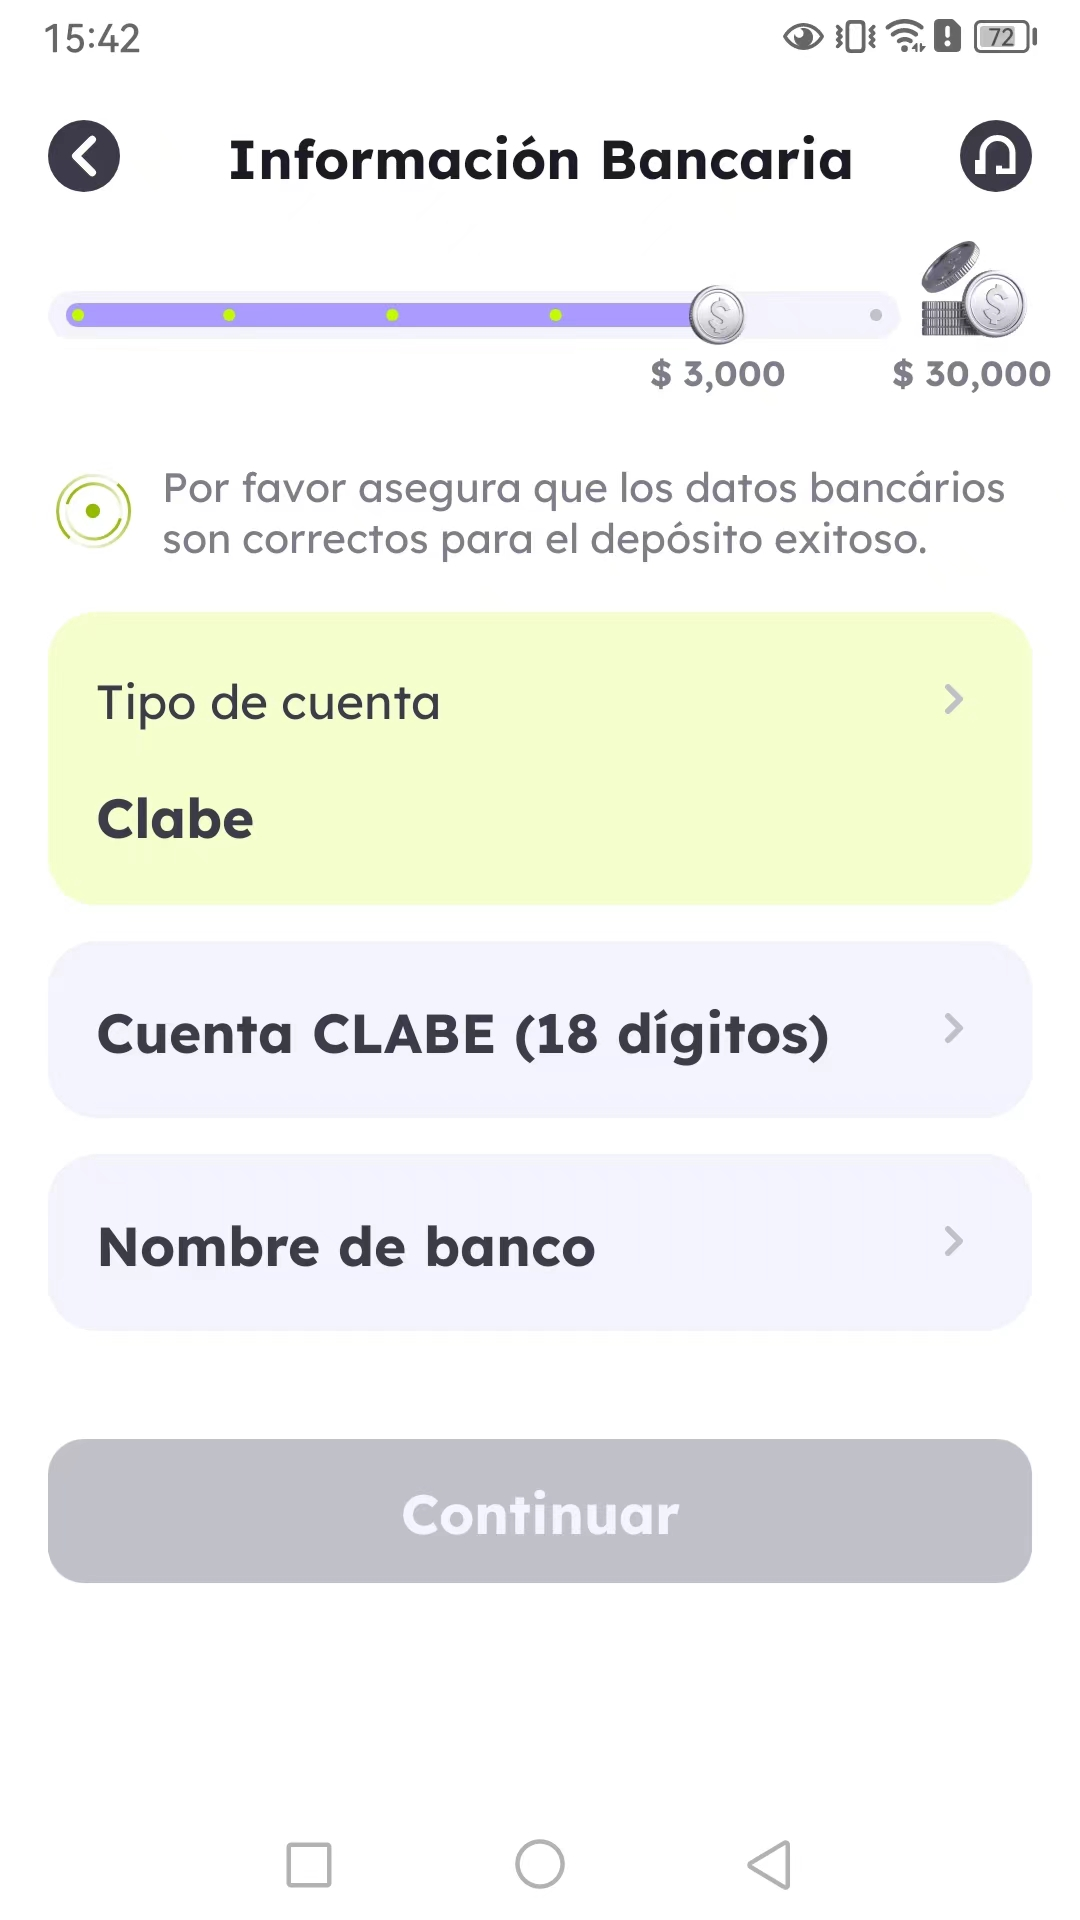 15:42
72
Información Bancaria
$ 3,000
$ 30,000
Por favor asegura que los datos bancários
son correctos para el depósito exitoso.
Tipo de cuenta
Clabe
Cuenta CLABE (18 dígitos)
Nombre de banco
Continuar